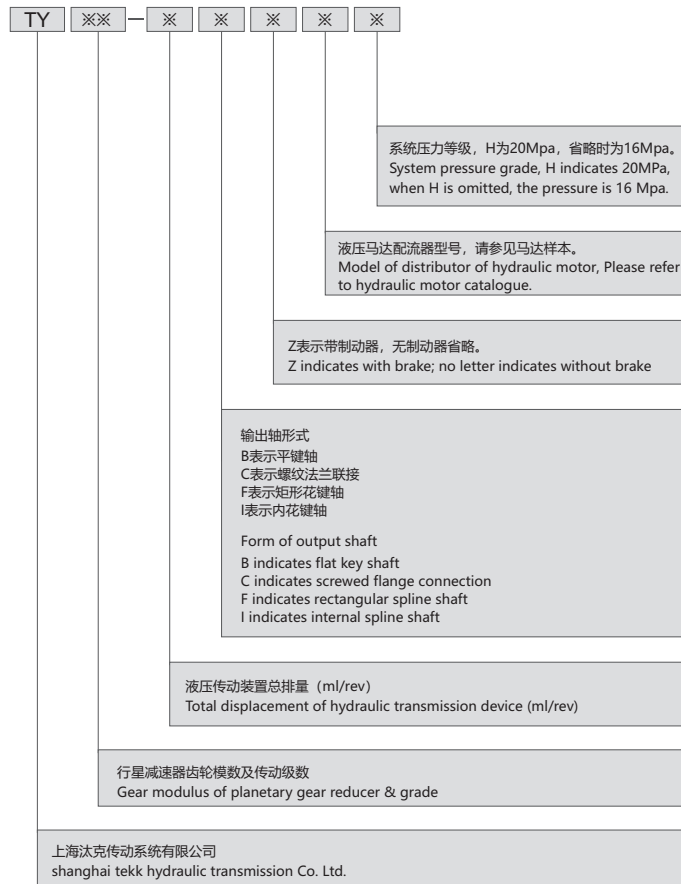 TY ※※ — ※ ※ ※ ※ ※
系统压力等级，H为20Mpa，省略时为16Mpa。
System pressure grade, H indicates 20MPa,
when H is omitted, the pressure is 16 Mpa.
液压马达配流器型号，请参见马达样本。
Model of distributor of hydraulic motor, Please refer
to hydraulic motor catalogue.
Z表示带制动器，无制动器省略。
Z indicates with brake; no letter indicates without brake
输出轴形式
B表示平键轴
C表示螺纹法兰联接
F表示矩形花键轴
I表示内花键轴
Form of output shaft
B indicates flat key shaft
C indicates screwed flange connection
F indicates rectangular spline shaft
I indicates internal spline shaft
液压传动装置总排量（ml/rev）
Total displacement of hydraulic transmission device (ml/rev)
行星减速器齿轮模数及传动级数
Gear modulus of planetary gear reducer & grade
上海汰克传动系统有限公司
shanghai tekk hydraulic transmission Co. Ltd.